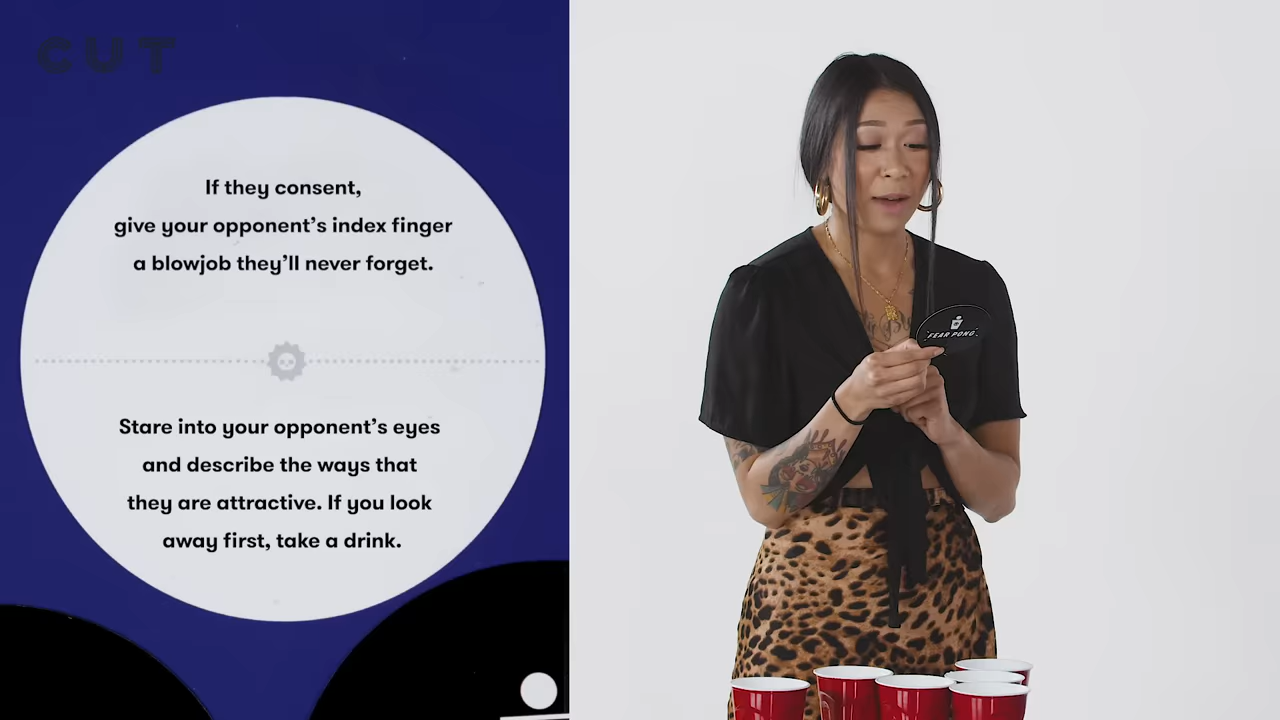 CUT
If they consent,
give your opponent's index finger
a blowjob they'll never forget.
Stare into your opponent's eyes
and describe the ways that
they are attractive. If you look
away first, take a drink.
FEAR PONG